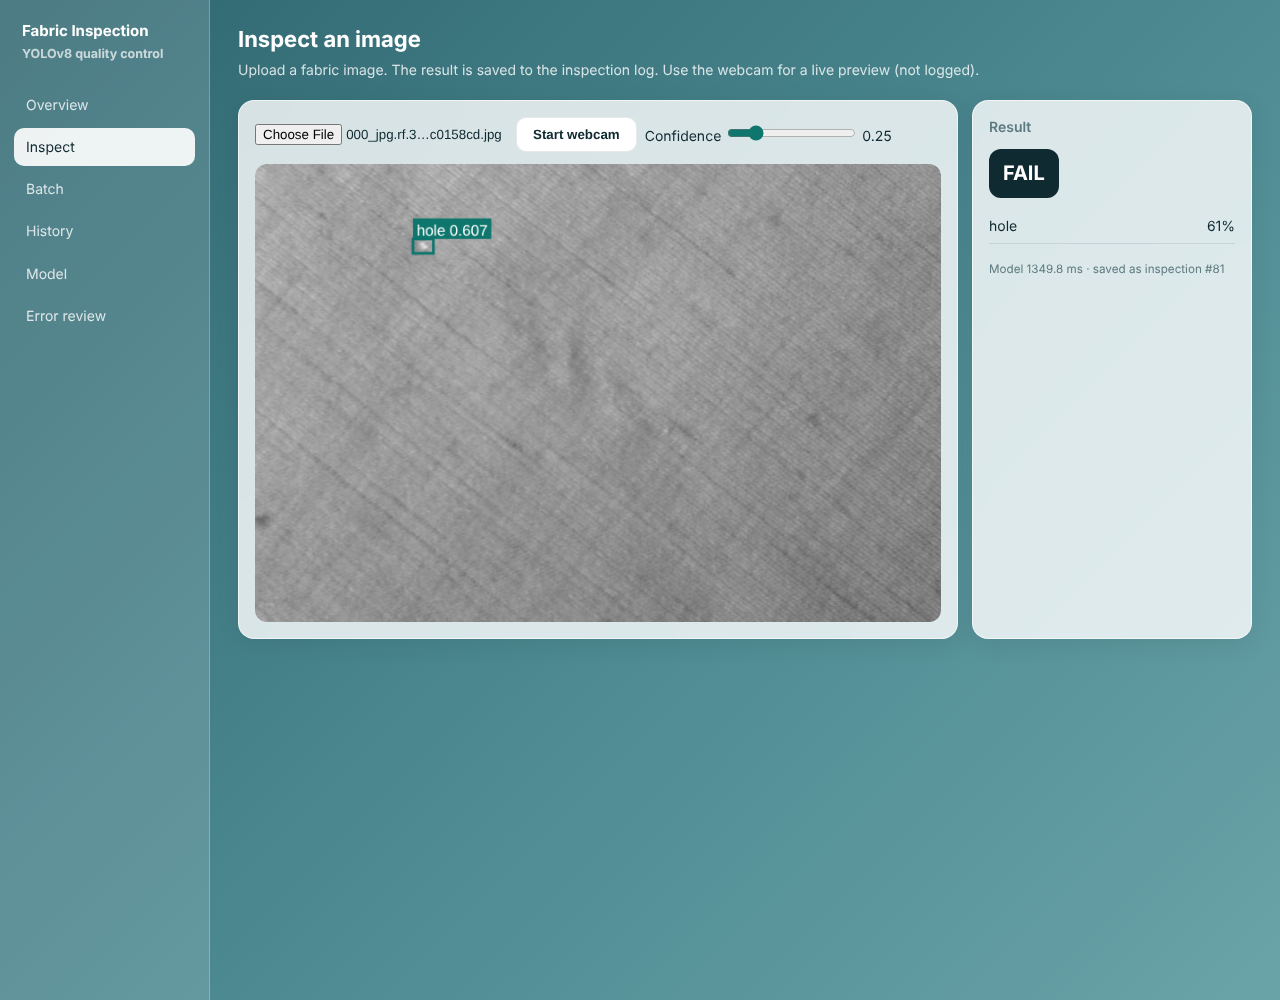 Fabric Inspection
YOLOv8 quality control
Overview
Inspect
Batch
History
Model
Error review
Inspect an image
Upload a fabric image. The result is saved to the inspection log. Use the webcam for a live preview (not logged).
Choose File 000_jpg.rf.3…c0158cd.jpg Start webcam Confidence 0.25
hole 0.607
Result
FAIL
hole 61%
Model 1349.8 ms · saved as inspection #81